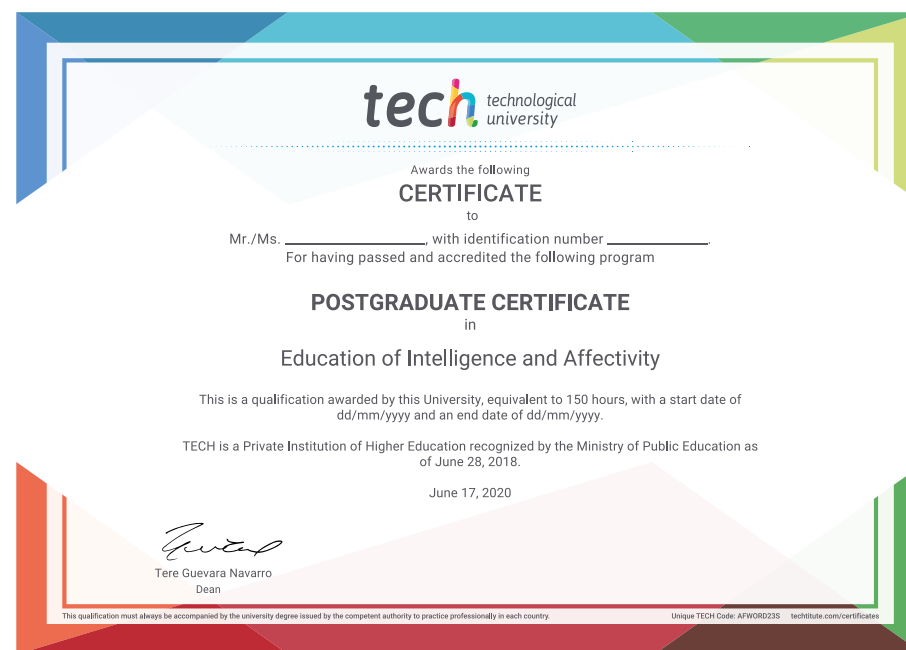 tech technological
university
Awards the following
CERTIFICATE
to
Mr./Ms. ____________________, with identification number ______________.
For having passed and accredited the following program
POSTGRADUATE CERTIFICATE
in
Education of Intelligence and Affectivity
This is a qualification awarded by this University, equivalent to 150 hours, with a start date of
dd/mm/yyyy and an end date of dd/mm/yyyy.
TECH is a Private Institution of Higher Education recognized by the Ministry of Public Education as
of June 28, 2018.
June 17, 2020
Tere Guevara Navarro
Dean
This qualification must always be accompanied by the university degree issued by the competent authority to practice professionally in each country.
Unique TECH Code: AFWORD23S techtitute.com/certificates